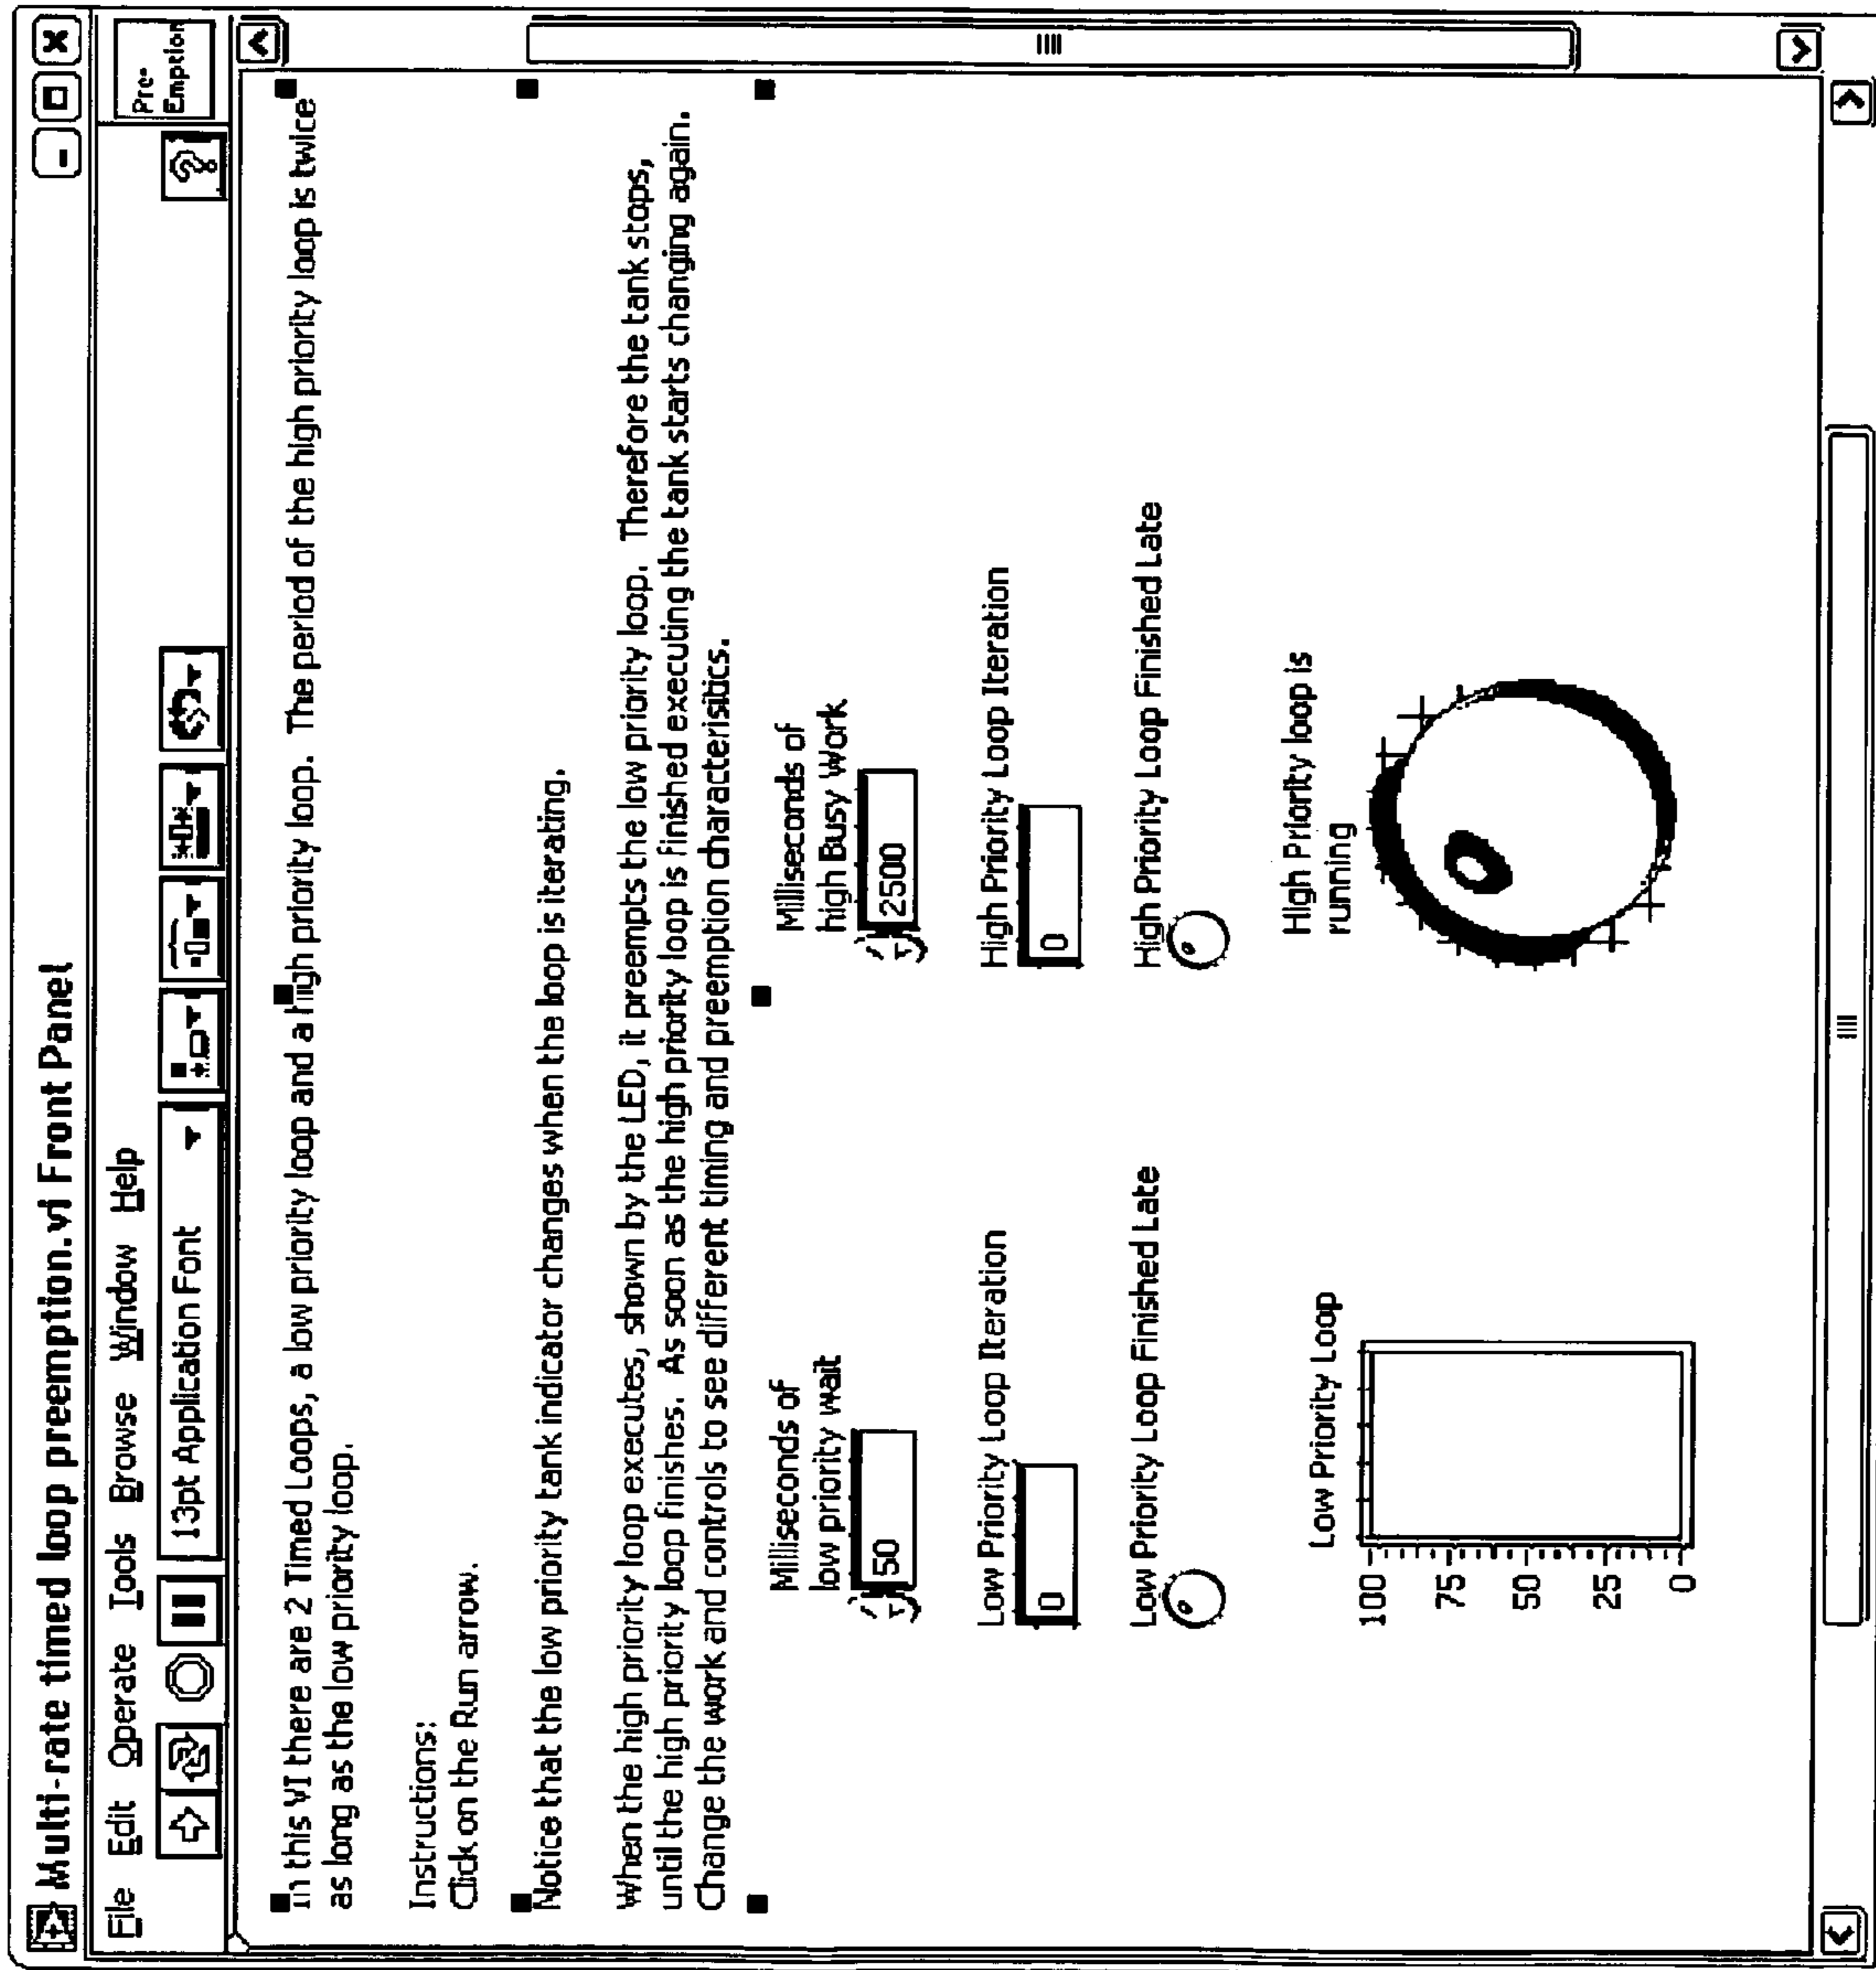 Multi-rate timed loop preemption.vi Front Panel
File Edit Operate Tools Browse Window Help
13pt Application Font
Pre-
Emption
In this VI there are 2 Timed Loops, a low priority loop and a high priority loop. The period of the high priority loop is twice
as long as the low priority loop.
Instructions:
Click on the Run arrow.
Notice that the low priority tank indicator changes when the loop is iterating.
When the high priority loop executes, shown by the LED, it preempts the low priority loop. Therefore the tank stops,
until the high priority loop finishes. As soon as the high priority loop is finished executing the tank starts changing again.
Change the work and controls to see different timing and preemption characteristics.
Milliseconds of
low priority wait
50
Milliseconds of
high Busy Work
2500
Low Priority Loop Iteration
0
High Priority Loop Iteration
0
Low Priority Loop Finished Late
High Priority Loop Finished Late
Low Priority Loop
100
75
50
25
0
High Priority loop is
running